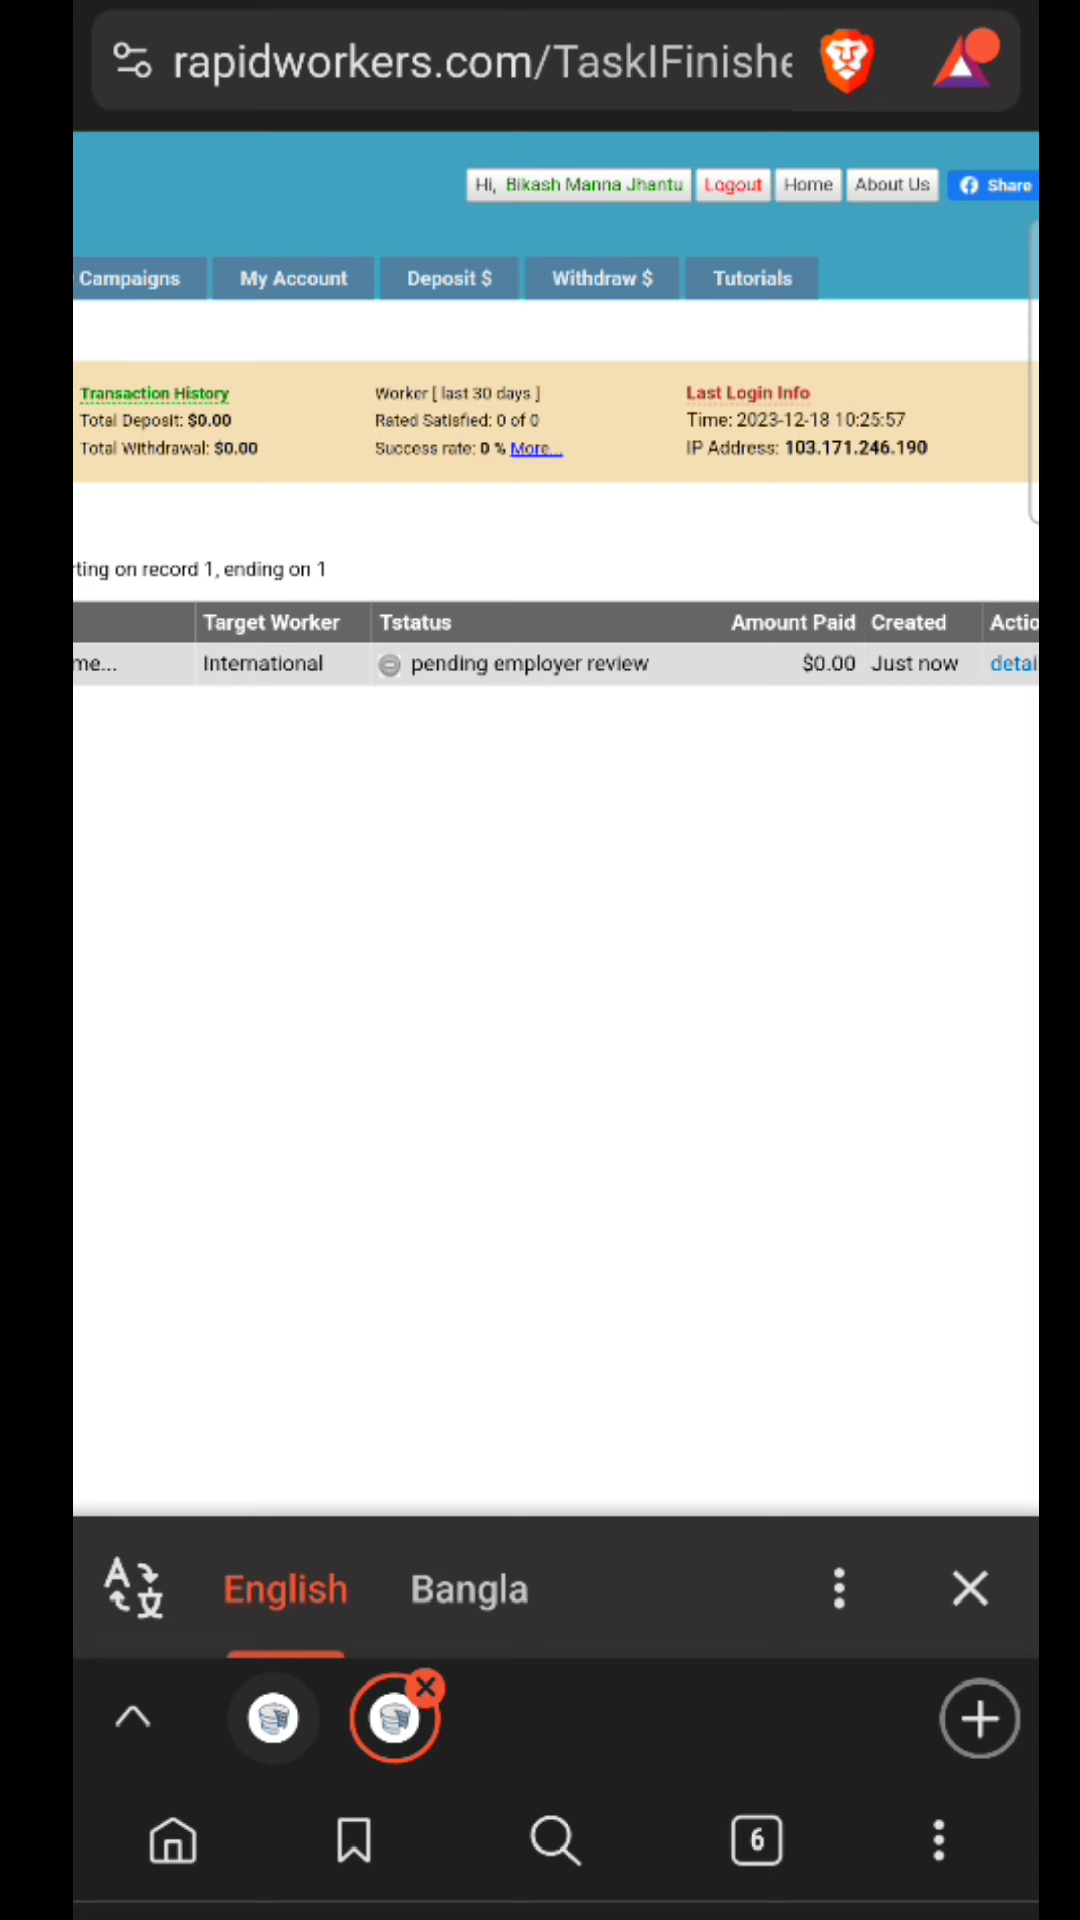 rapidworkers.com/TaskIFinishe
Hi, Bikash Manna Jhantu Logout Home About Us Share
Campaigns My Account Deposit $ Withdraw $ Tutorials
Transaction History Worker [ last 30 days ] Last Login Info
Total Deposit: $0.00 Rated Satisfied: 0 of 0 Time: 2023-12-18 10:25:57
Total Withdrawal: $0.00 Success rate: 0 % More... IP Address: 103.171.246.190
rting on record 1, ending on 1
Target Worker Tstatus Amount Paid Created Actio
me... International pending employer review $0.00 Just now detai
English Bangla
6